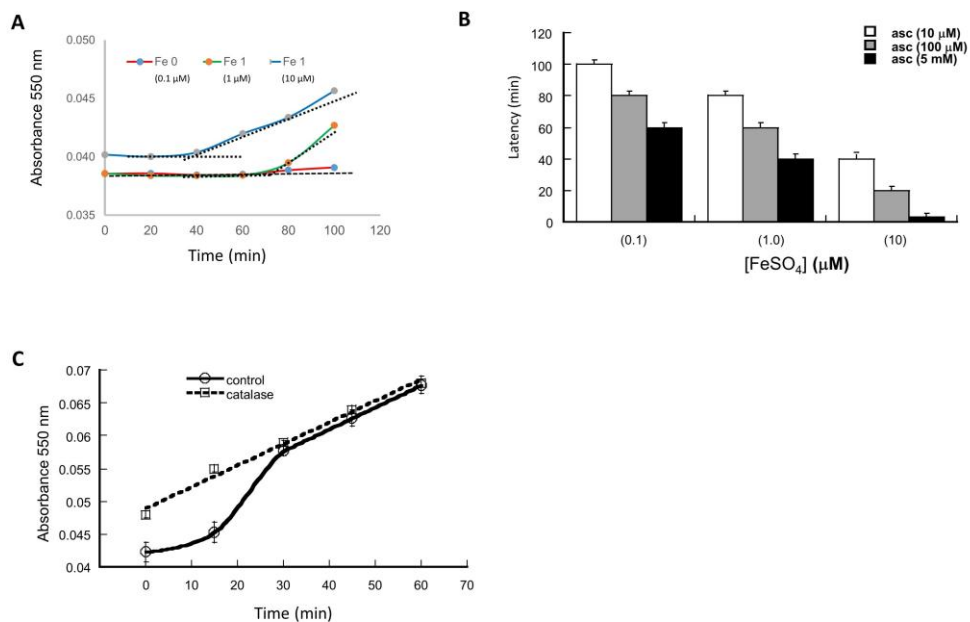 A
0.050
0.045
0.040
0.035
Absorbance 550 nm
Fe 0 Fe 1 Fe 1
(0.1 µM) (1 µM) (10 µM)
0 20 40 60 80 100 120
Time (min)
B
asc (10 µM)
asc (100 µM)
asc (5 mM)
120
100
80
60
40
20
0
Latency (min)
(0.1) (1.0) (10)
[FeSO4] (µM)
C
control
catalase
0.07
0.065
0.06
0.055
0.05
0.045
0.04
Absorbance 550 nm
0 10 20 30 40 50 60 70
Time (min)